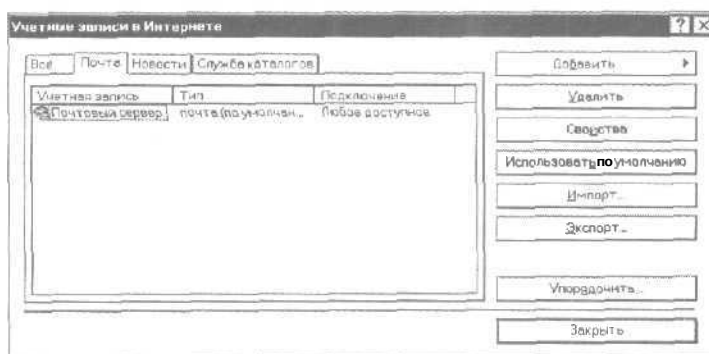 Учетные записи в Интернете
? ×
Все Почта Новости Служба каталогов
Добавить
Учетная запись Тип Подключение
Удалить
Почтовый сервер почта (по умолчан... Любое доступное
Свойства
Использовать по умолчанию
Импорт...
Экспорт...
Упорядочить...
Закрыть